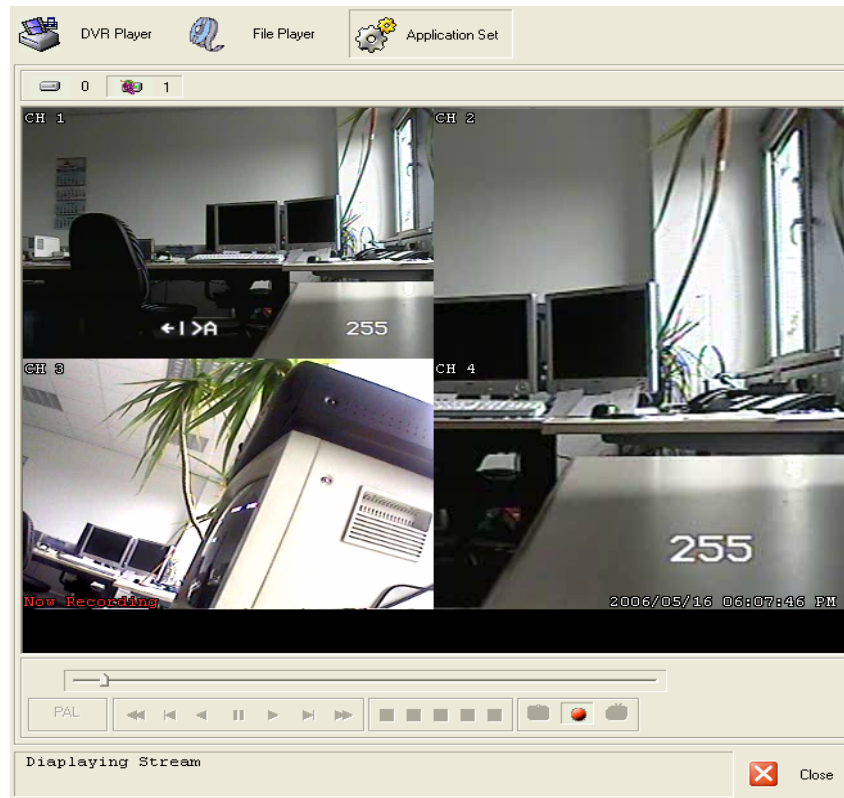 DVR Player File Player Application Set
0 1
CH 1 CH 2
←I>A 255
CH 3 CH 4
255
Now Recording 2006/05/16 06:07:46 PM
PAL
Diaplaying Stream
Close